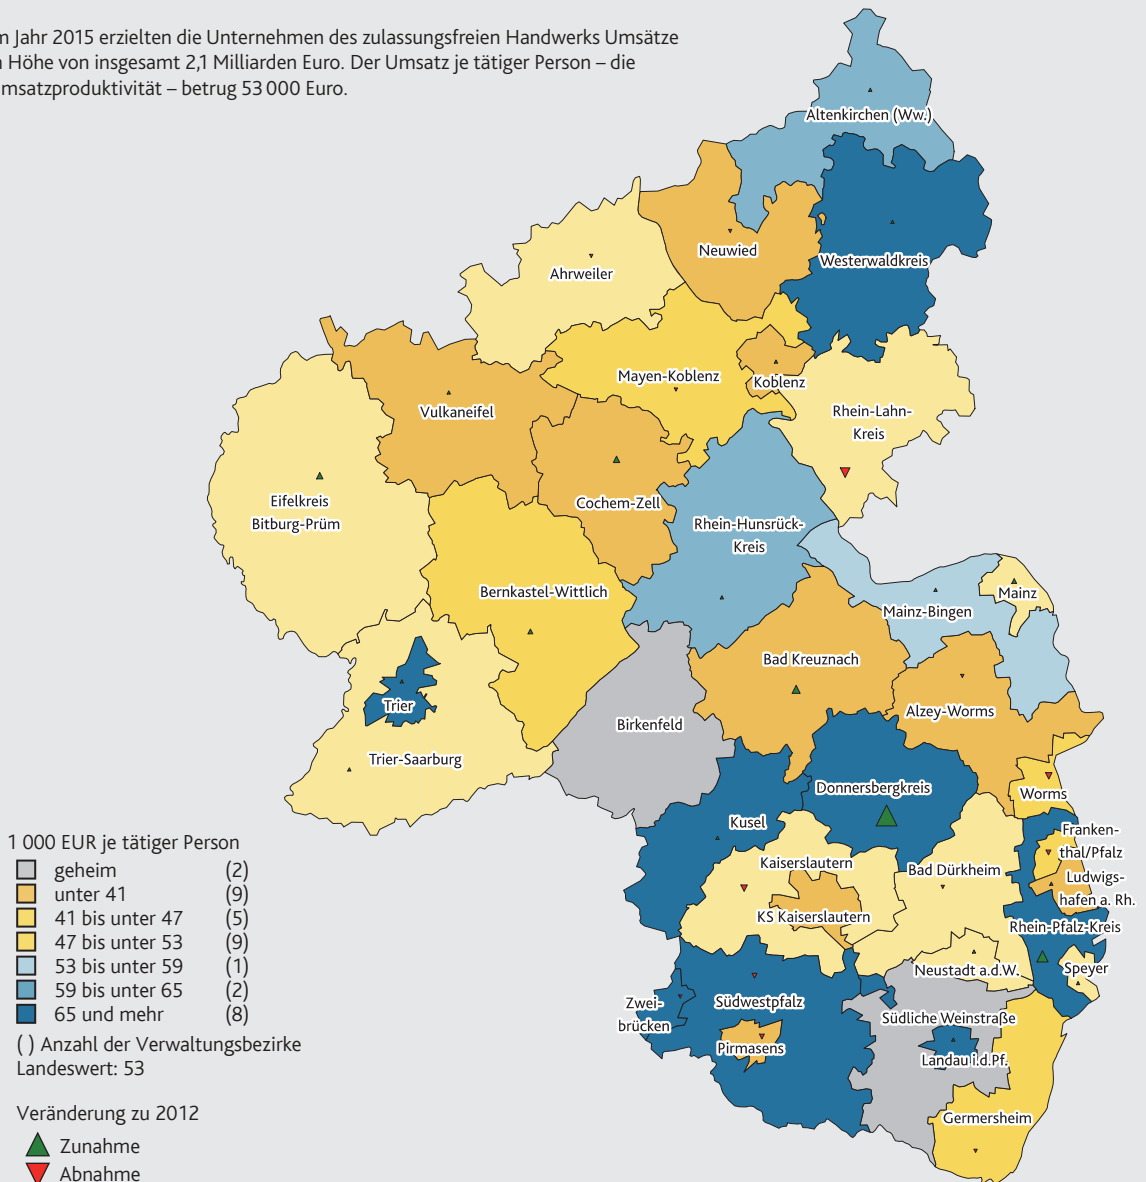 m Jahr 2015 erzielten die Unternehmen des zulassungsfreien Handwerks Umsätze
n Höhe von insgesamt 2,1 Milliarden Euro. Der Umsatz je tätiger Person – die
msatzproduktivität – betrug 53 000 Euro.
Altenkirchen (Ww.)
Neuwied
Westerwaldkreis
Ahrweiler
Mayen-Koblenz
Koblenz
Vulkaneifel
Rhein-Lahn-
Kreis
Eifelkreis
Bitburg-Prüm
Cochem-Zell
Rhein-Hunsrück-
Kreis
Bernkastel-Wittlich
Mainz
Mainz-Bingen
Bad Kreuznach
Trier
Alzey-Worms
Birkenfeld
Trier-Saarburg
Donnersbergkreis
Worms
Kusel
Franken-
thal/Pfalz
Kaiserslautern
Bad Dürkheim
Ludwigs-
hafen a. Rh.
KS Kaiserslautern
Rhein-Pfalz-Kreis
Neustadt a.d.W.
Speyer
Zwei-
brücken
Südwestpfalz
Südliche Weinstraße
Pirmasens
Landau i.d.Pf.
Germersheim
1 000 EUR je tätiger Person
geheim (2)
unter 41 (9)
41 bis unter 47 (5)
47 bis unter 53 (9)
53 bis unter 59 (1)
59 bis unter 65 (2)
65 und mehr (8)
( ) Anzahl der Verwaltungsbezirke
Landeswert: 53
Veränderung zu 2012
Zunahme
Abnahme